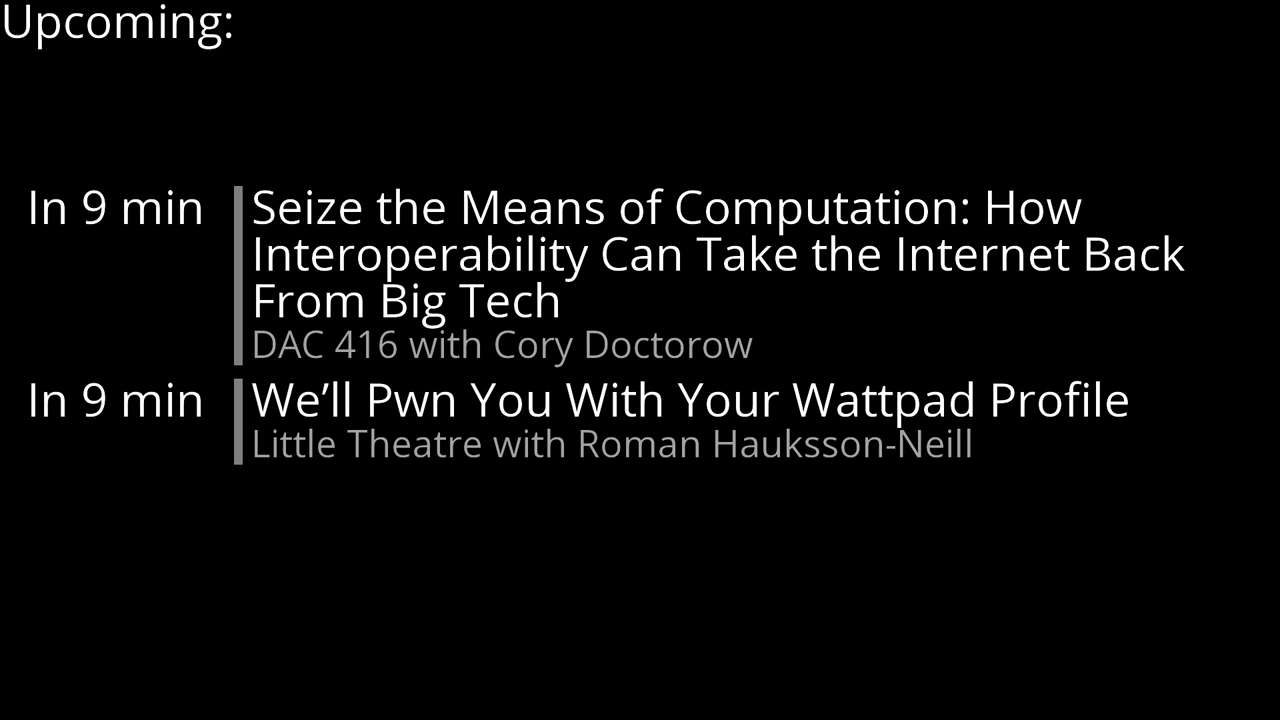 Upcoming:
In 9 min
Seize the Means of Computation: How
Interoperability Can Take the Internet Back
From Big Tech
DAC 416 with Cory Doctorow
In 9 min
We’ll Pwn You With Your Wattpad Profile
Little Theatre with Roman Hauksson-Neill